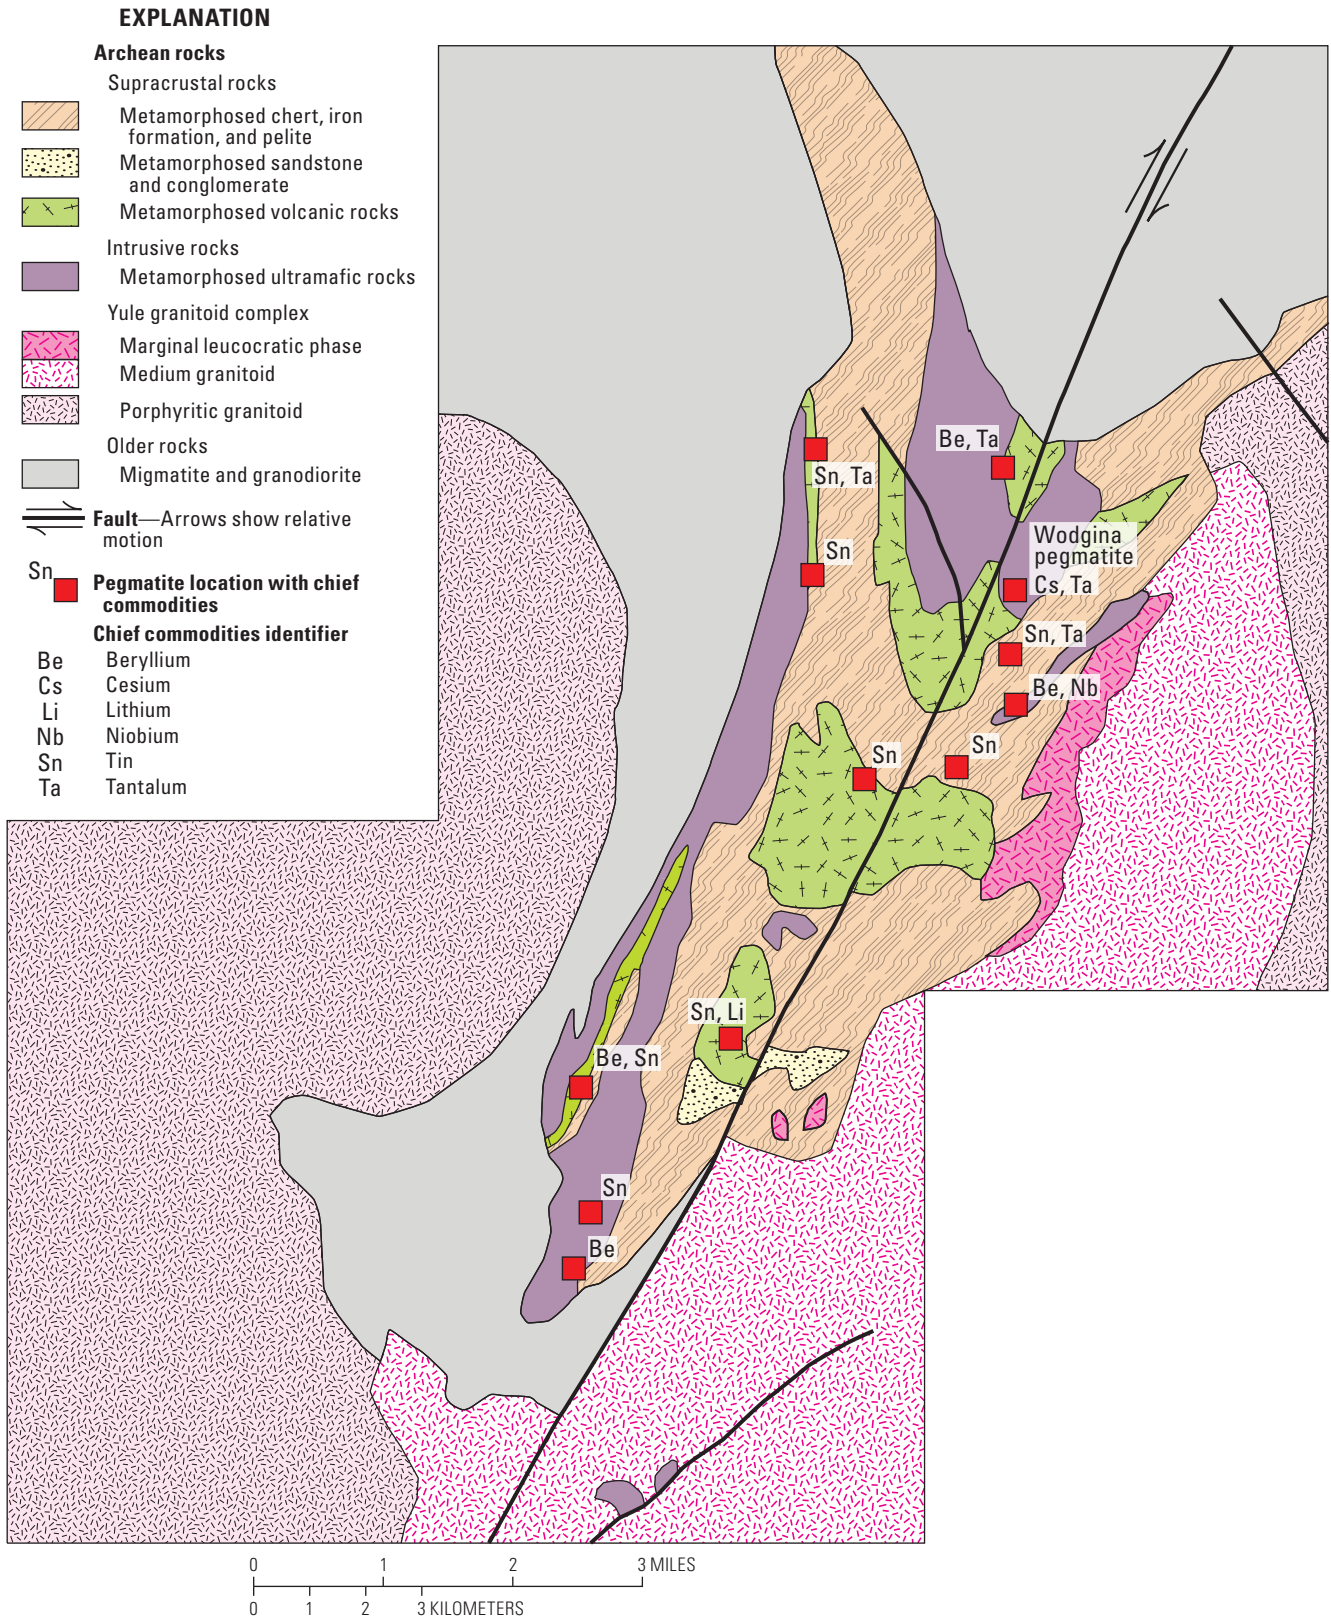 EXPLANATION
Archean rocks
Supracrustal rocks
Metamorphosed chert, iron
formation, and pelite
Metamorphosed sandstone
and conglomerate
Metamorphosed volcanic rocks
Intrusive rocks
Metamorphosed ultramafic rocks
Yule granitoid complex
Marginal leucocratic phase
Medium granitoid
Porphyritic granitoid
Older rocks
Migmatite and granodiorite
Fault—Arrows show relative
motion
Sn
Pegmatite location with chief
commodities
Chief commodities identifier
Be Beryllium
Cs Cesium
Li Lithium
Nb Niobium
Sn Tin
Ta Tantalum
Be, Ta
Sn, Ta
Sn
Wodgina
pegmatite
Cs, Ta
Sn, Ta
Be, Nb
Sn
Sn
Sn, Li
Be, Sn
Sn
Be
0 1 2 3 MILES
0 1 2 3 KILOMETERS